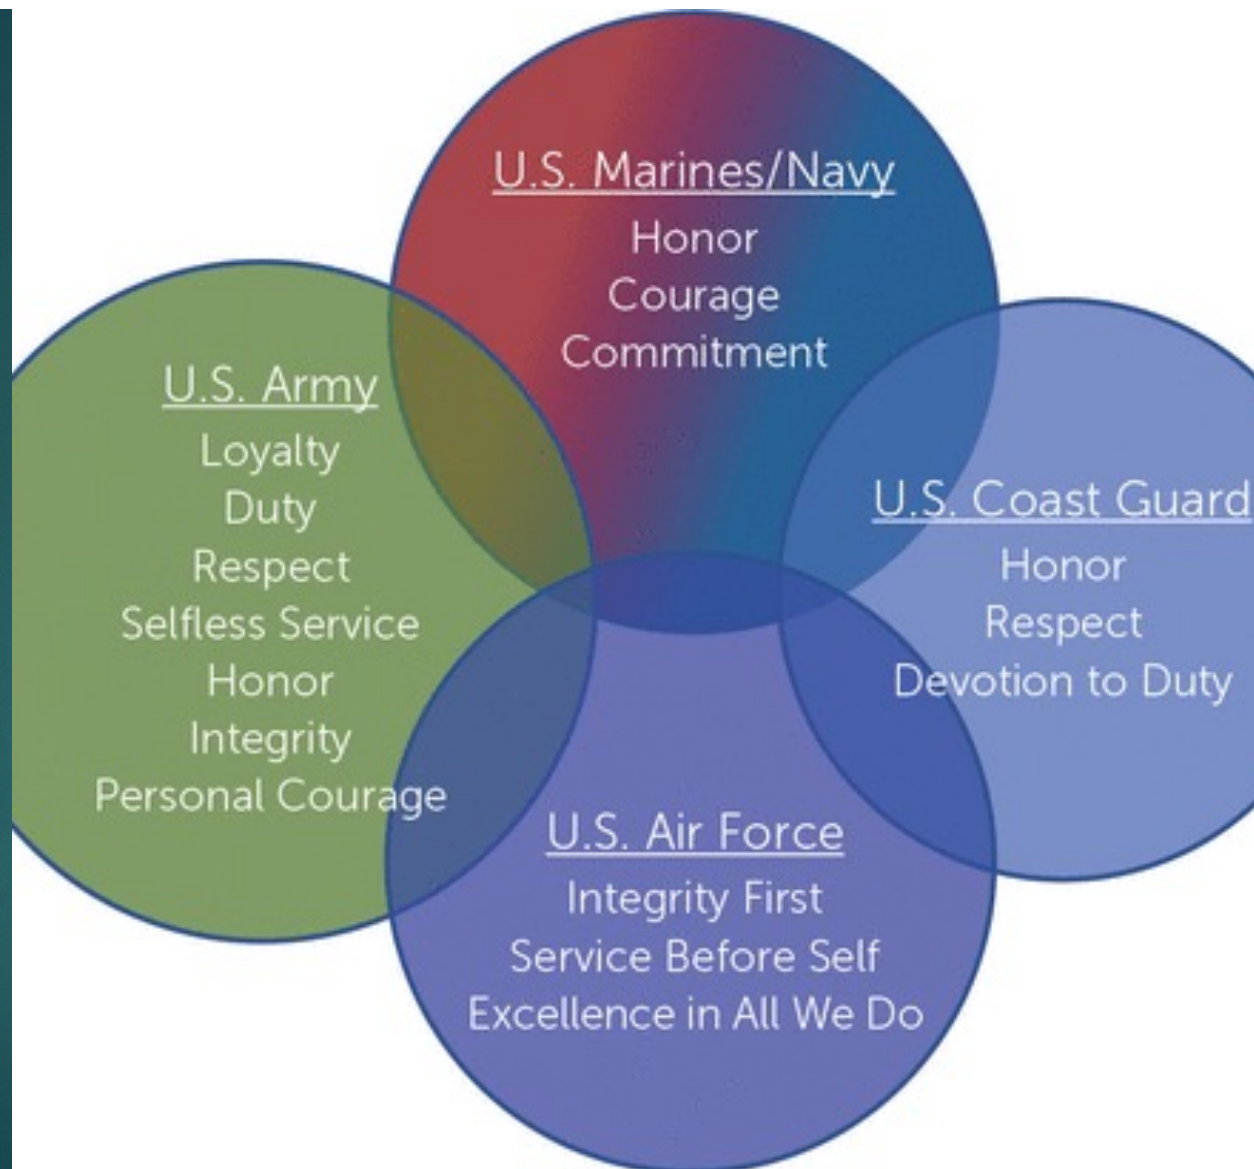 U.S. Marines/Navy
Honor
Courage
Commitment
U.S. Army
Loyalty
Duty
Respect
Selfless Service
Honor
Integrity
Personal Courage
U.S. Coast Guard
Honor
Respect
Devotion to Duty
U.S. Air Force
Integrity First
Service Before Self
Excellence in All We Do